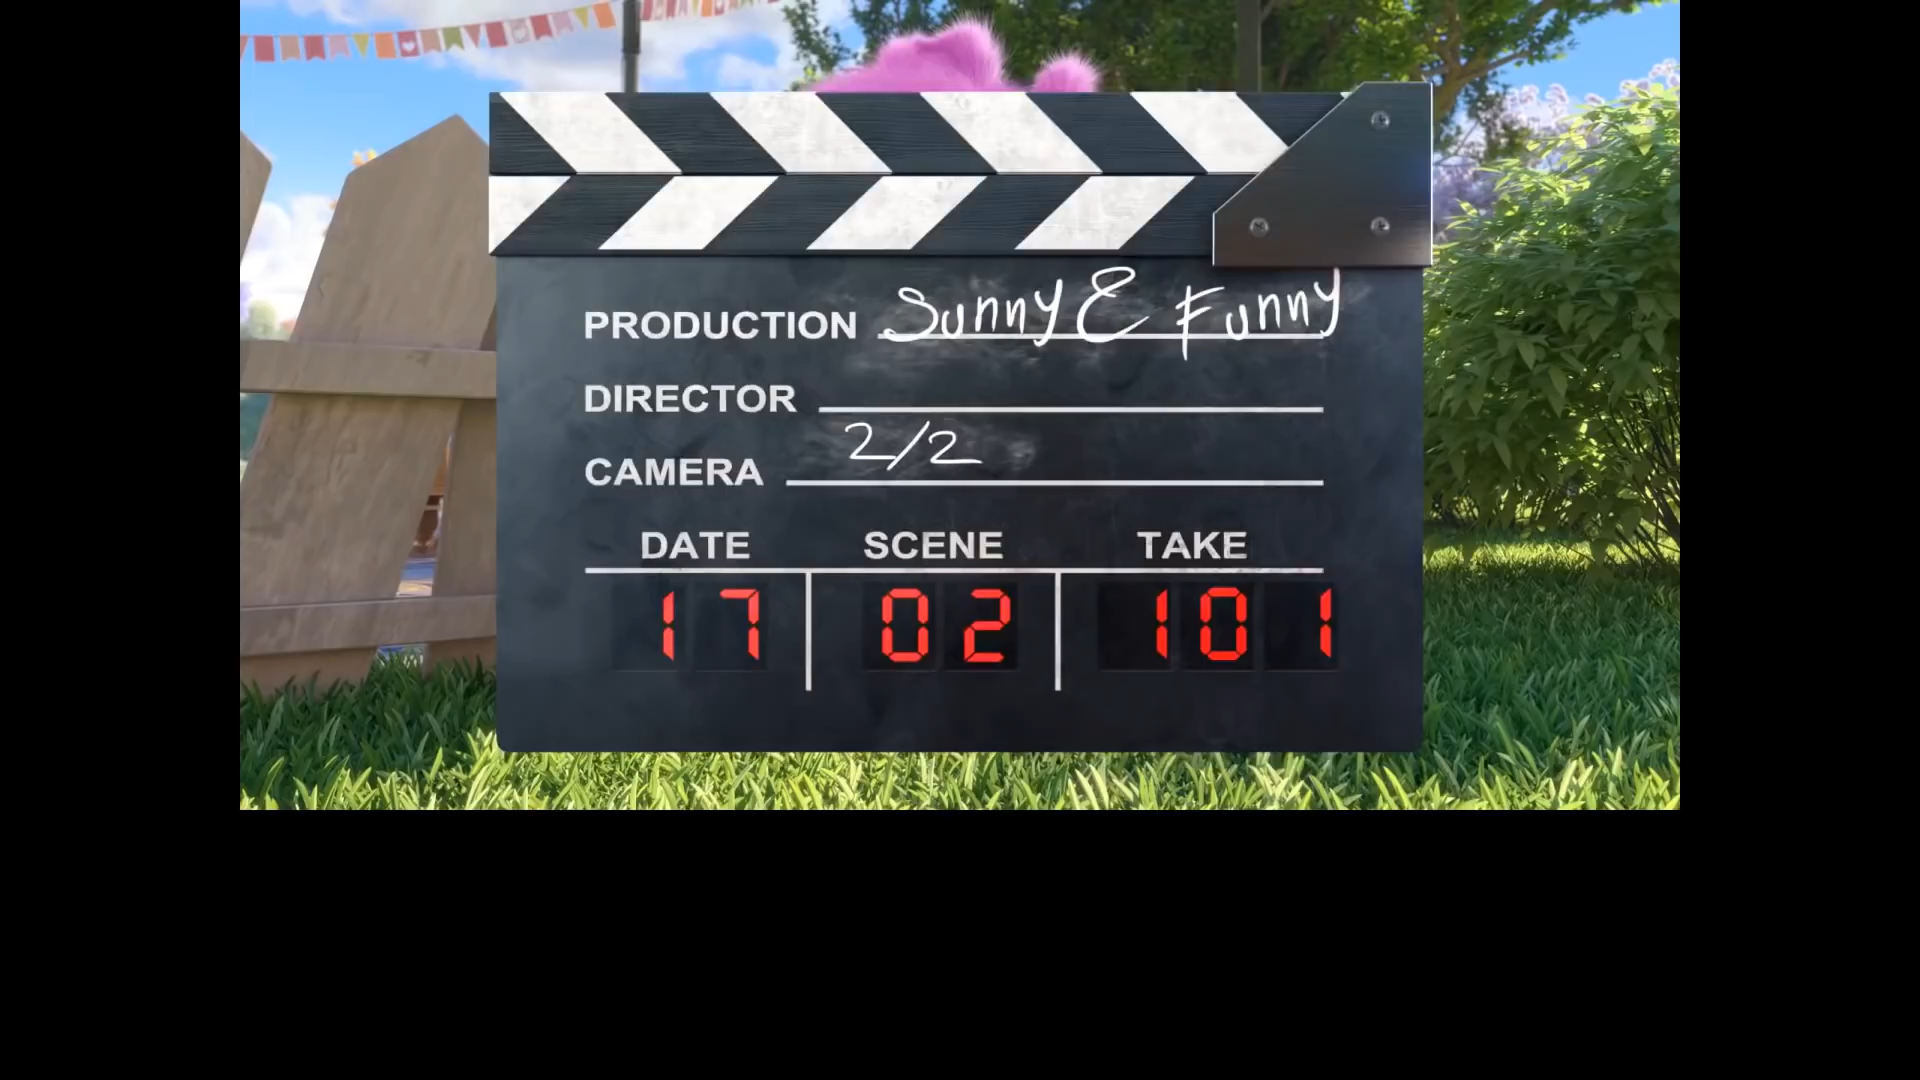 PRODUCTION Sunny & Funny
DIRECTOR
CAMERA 2/2
DATE SCENE TAKE
17 02 101